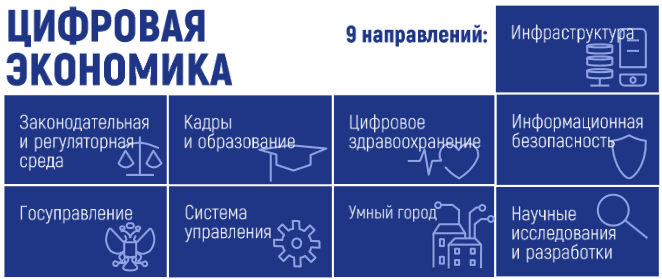 ЦИФРОВАЯ
ЭКОНОМИКА
9 направлений:
Инфраструктура
Законодательная
и регуляторная
среда
Кадры
и образование
Цифровое
здравоохранение
Информационная
безопасность
Госуправление
Система
управления
Умный город
Научные
исследования
и разработки